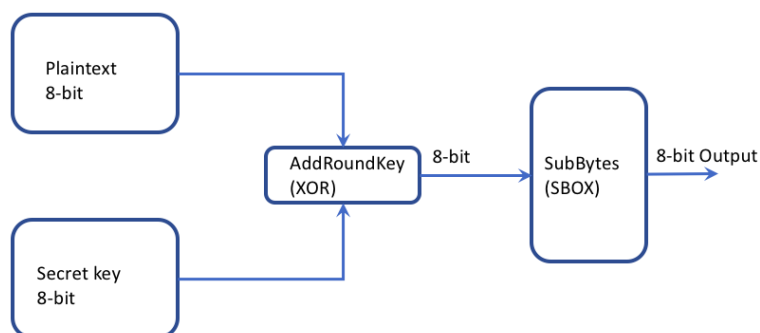 Plaintext
8-bit
AddRoundKey
(XOR)
8-bit
SubBytes
(SBOX)
8-bit Output
Secret key
8-bit